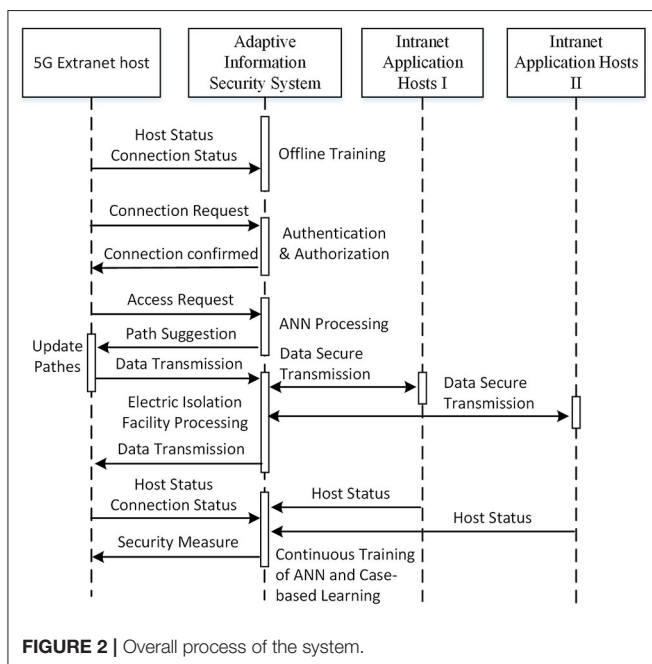 5G Extranet host
Adaptive
Information
Security System
Intranet
Application
Hosts I
Intranet
Application Hosts
II
Host Status
Connection Status
Offline Training
Connection Request
Authentication
& Authorization
Connection confirmed
Access Request
ANN Processing
Path Suggestion
Update
Pathes
Data Transmission
Data Secure
Transmission
Data Secure
Transmission
Electric Isolation
Facility Processing
Data Transmission
Host Status
Connection Status
Host Status
Host Status
Security Measure
Continuous Training
of ANN and Case-
based Learning
FIGURE 2 | Overall process of the system.